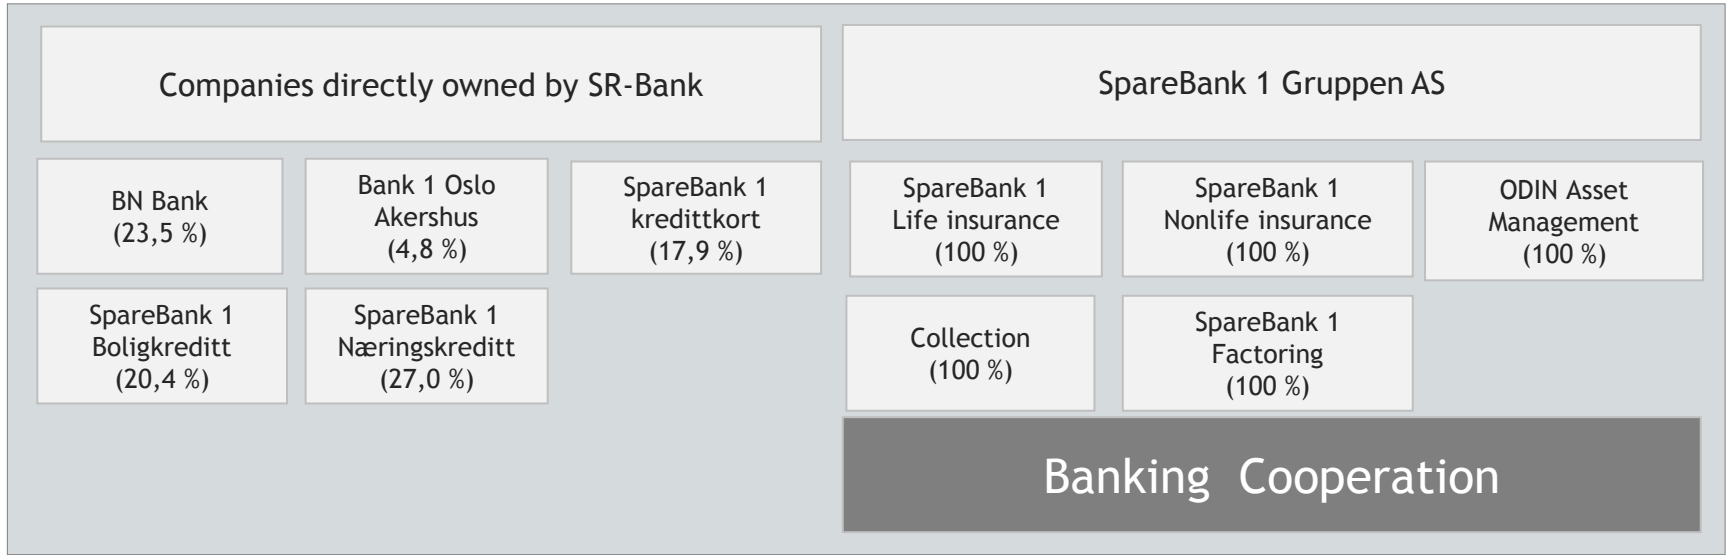 Companies directly owned by SR-Bank
BN Bank
(23,5 %)
Bank 1 Oslo
Akershus
(4,8 %)
SpareBank 1
kredittkort
(17,9 %)
SpareBank 1
Boligkreditt
(20,4 %)
SpareBank 1
Næringskreditt
(27,0 %)
SpareBank 1 Gruppen AS
SpareBank 1
Life insurance
(100 %)
SpareBank 1
Nonlife insurance
(100 %)
ODIN Asset
Management
(100 %)
Collection
(100 %)
SpareBank 1
Factoring
(100 %)
Banking Cooperation